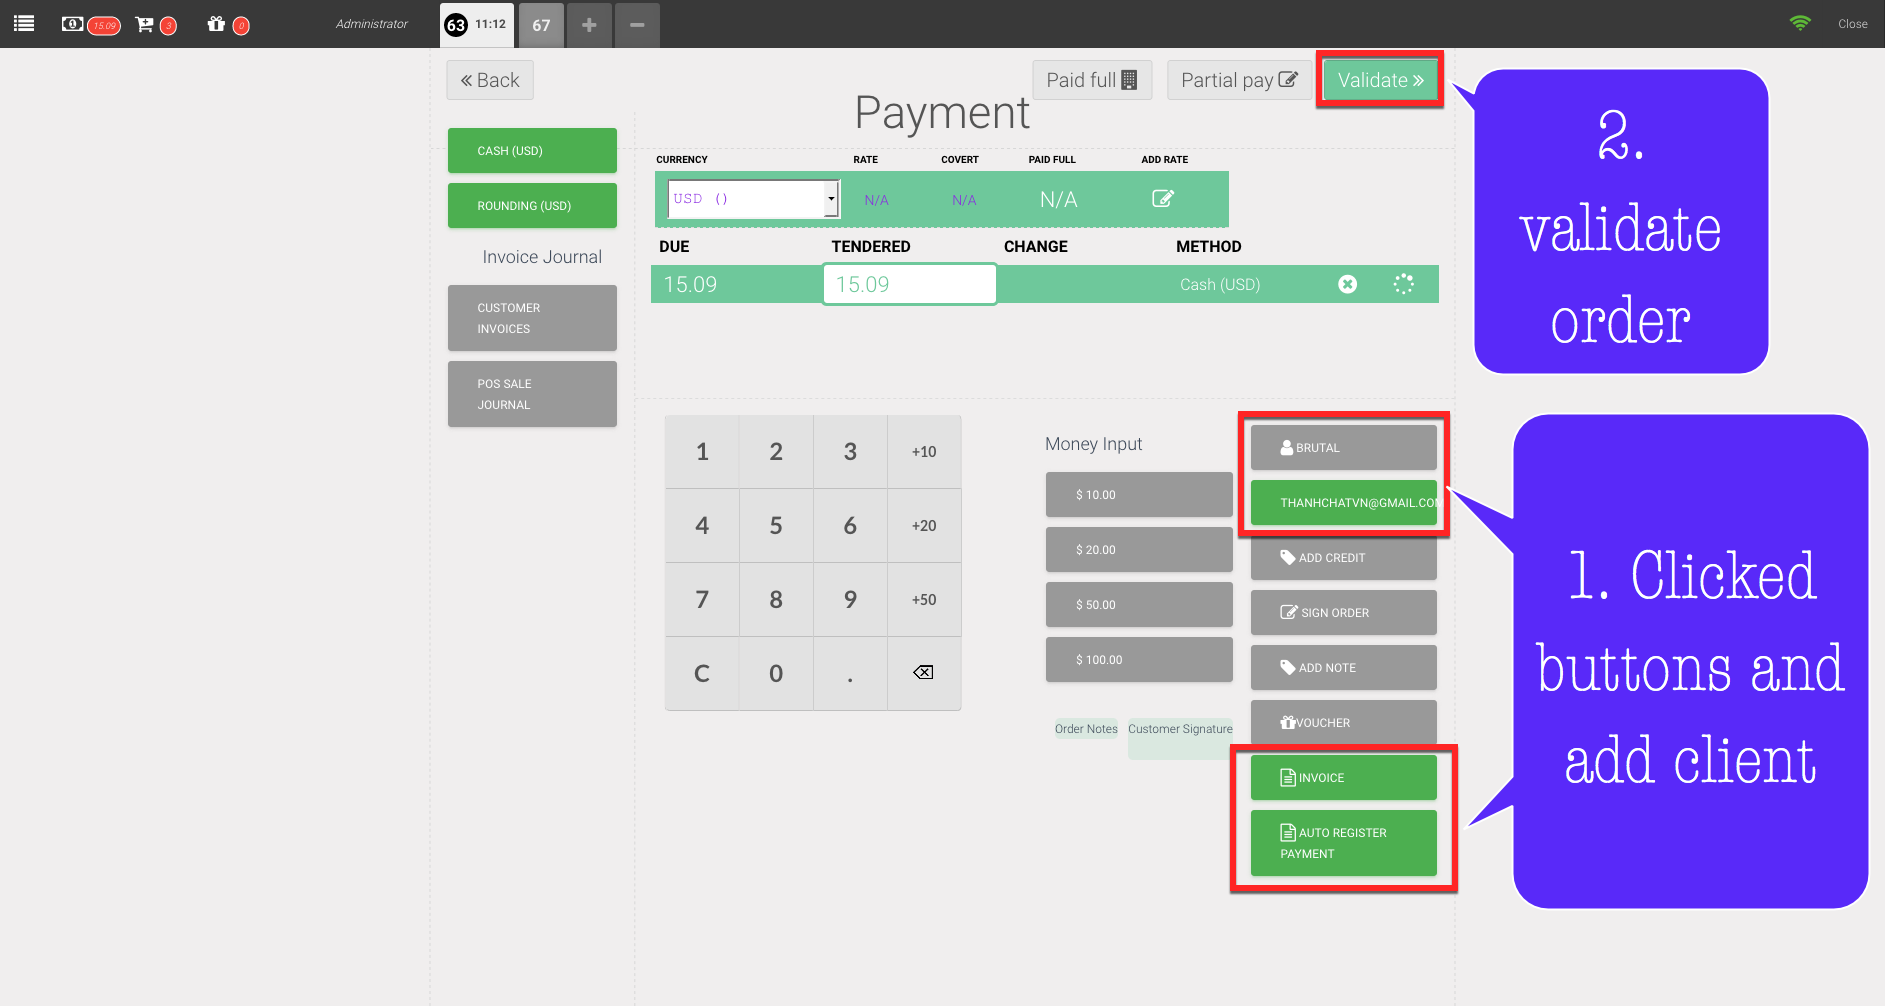 15.09
3
0
Administrator
63 11:12
67
+
−
Close
« Back
Paid full
Partial pay
Validate »
Payment
CASH (USD)
ROUNDING (USD)
Invoice Journal
CUSTOMER
INVOICES
POS SALE
JOURNAL
CURRENCY RATE COVERT PAID FULL ADD RATE
USD () N/A N/A N/A
DUE TENDERED CHANGE METHOD
15.09 15.09 Cash (USD)
1 2 3 +10
4 5 6 +20
7 8 9 +50
C 0 .
Money Input
$ 10.00
$ 20.00
$ 50.00
$ 100.00
Order Notes Customer Signature
BRUTAL
THANHCHATVN@GMAIL.COM
ADD CREDIT
SIGN ORDER
ADD NOTE
VOUCHER
INVOICE
AUTO REGISTER
PAYMENT
2.
validate
order
1. Clicked
buttons and
add client